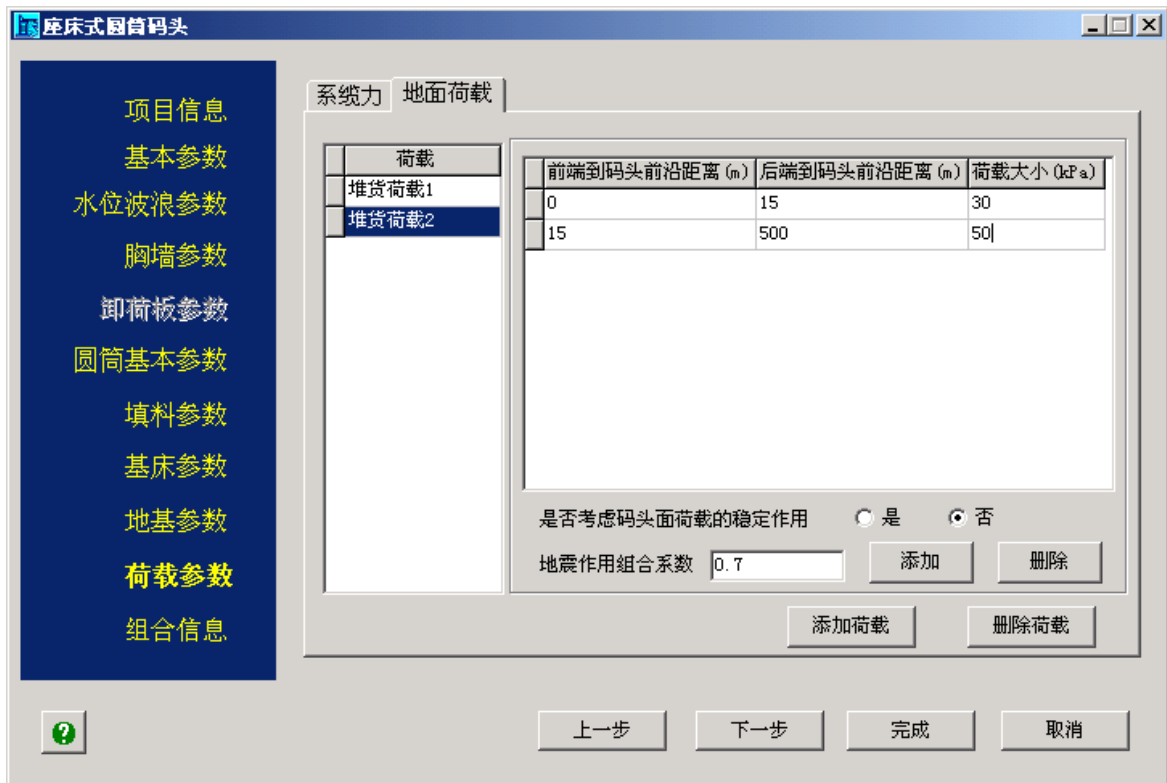 座床式圆筒码头
项目信息
基本参数
水位波浪参数
胸墙参数
卸荷板参数
圆筒基本参数
填料参数
基床参数
地基参数
荷载参数
组合信息
系缆力 地面荷载
荷载
堆货荷载1
堆货荷载2
前端到码头前沿距离(m) 后端到码头前沿距离(m) 荷载大小(kPa)
0 15 30
15 500 50
是否考虑码头面荷载的稳定作用 是 否
地震作用组合系数 0.7 添加 删除
添加荷载 删除荷载
? 上一步 下一步 完成 取消